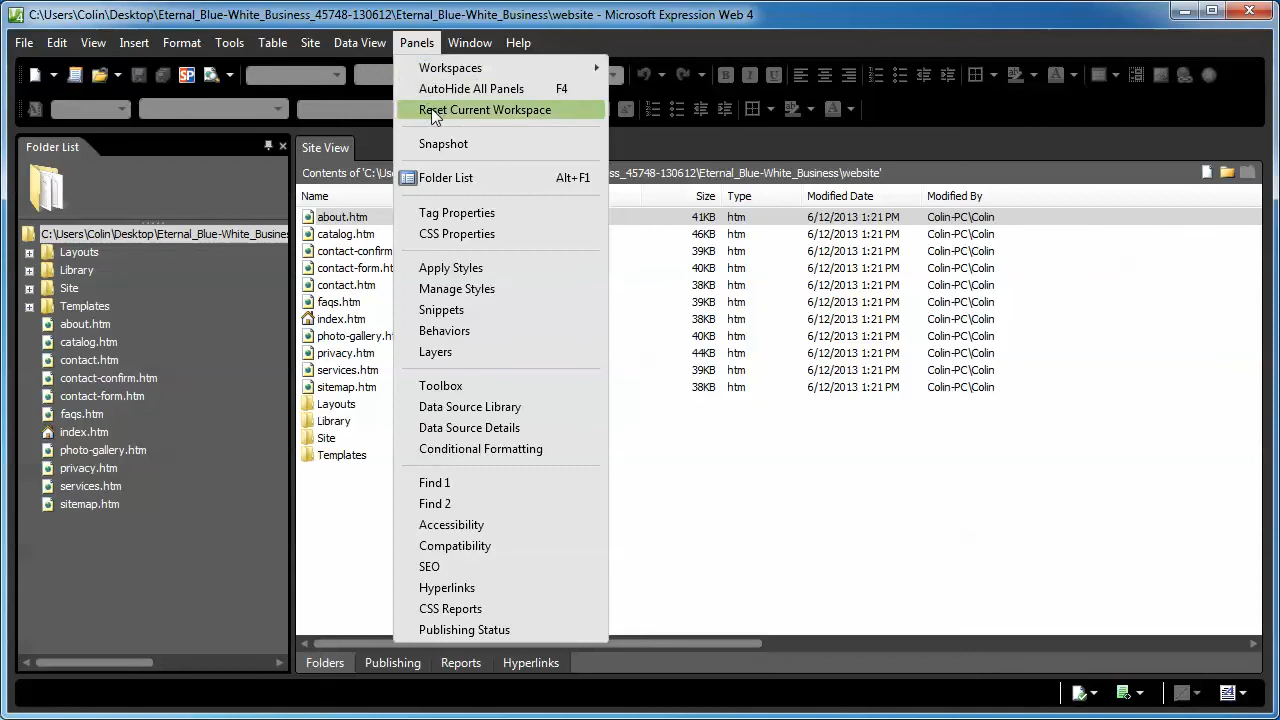 C:\Users\Colin\Desktop\Eternal_Blue-White_Business_45748-130612\Eternal_Blue-White_Business\website - Microsoft Expression Web 4
File Edit View Insert Format Tools Table Site Data View Panels Window Help
Workspaces
AutoHide All Panels F4
Reset Current Workspace
Snapshot
Folder List Alt+F1
Tag Properties
CSS Properties
Apply Styles
Manage Styles
Snippets
Behaviors
Layers
Toolbox
Data Source Library
Data Source Details
Conditional Formatting
Find 1
Find 2
Accessibility
Compatibility
SEO
Hyperlinks
CSS Reports
Publishing Status
Folder List
C:\Users\Colin\Desktop\Eternal_Blue-White_Busines
Layouts
Library
Site
Templates
about.htm
catalog.htm
contact.htm
contact-confirm.htm
contact-form.htm
faqs.htm
index.htm
photo-gallery.htm
privacy.htm
services.htm
sitemap.htm
Site View
Contents of 'C:\Us ess_45748-130612\Eternal_Blue-White_Business\website'
Name Size Type Modified Date Modified By
about.htm 41KB htm 6/12/2013 1:21 PM Colin-PC\Colin
catalog.htm 46KB htm 6/12/2013 1:21 PM Colin-PC\Colin
contact-confirm 39KB htm 6/12/2013 1:21 PM Colin-PC\Colin
contact-form.ht 40KB htm 6/12/2013 1:21 PM Colin-PC\Colin
contact.htm 38KB htm 6/12/2013 1:21 PM Colin-PC\Colin
faqs.htm 39KB htm 6/12/2013 1:21 PM Colin-PC\Colin
index.htm 38KB htm 6/12/2013 1:21 PM Colin-PC\Colin
photo-gallery.h 40KB htm 6/12/2013 1:21 PM Colin-PC\Colin
privacy.htm 44KB htm 6/12/2013 1:21 PM Colin-PC\Colin
services.htm 39KB htm 6/12/2013 1:21 PM Colin-PC\Colin
sitemap.htm 38KB htm 6/12/2013 1:21 PM Colin-PC\Colin
Layouts
Library
Site
Templates
Folders Publishing Reports Hyperlinks